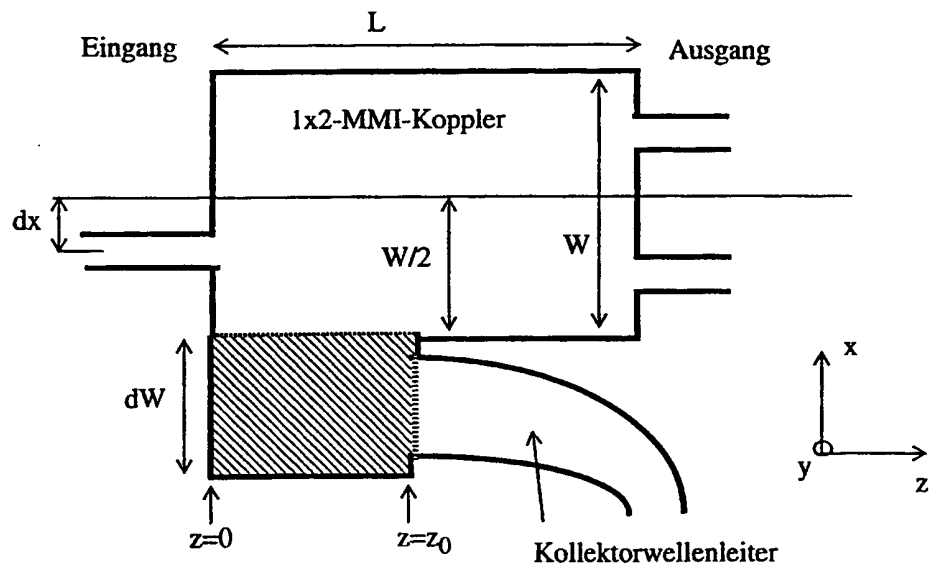 L
Eingang
Ausgang
1x2-MMI-Koppler
dx
W/2
W
dW
x
y
z
z=0
z=z₀
Kollektorwellenleiter